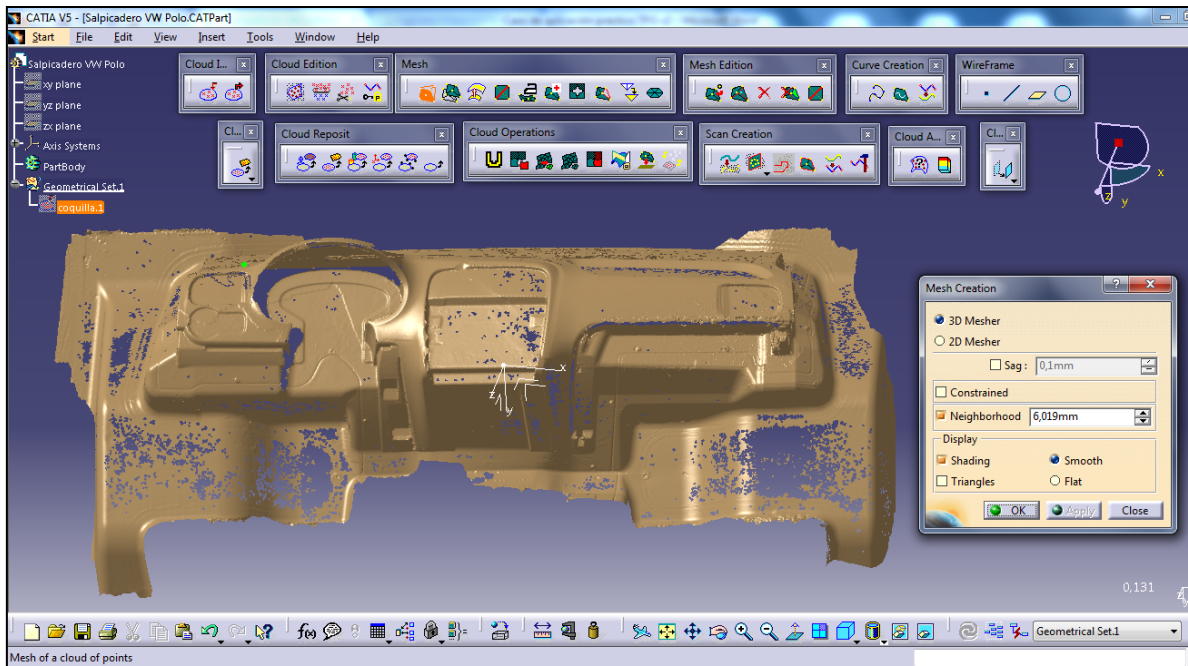 CATIA V5 - [Salpicadero VW Polo.CATPart]
Start File Edit View Insert Tools Window Help
Salpicadero VW Polo
xy plane
yz plane
zx plane
Axis Systems
PartBody
Geometrical Set.1
coquilla.1
Cloud I...
Cloud Edition
Mesh
Mesh Edition
Curve Creation
WireFrame
Cl...
Cloud Reposit
Cloud Operations
Scan Creation
Cloud A...
Cl...
x
y
z
x
z
y
Mesh Creation
3D Mesher
2D Mesher
Sag : 0,1mm
Constrained
Neighborhood 6,019mm
Display
Shading Smooth
Triangles Flat
OK Apply Close
0,131
f(x)
Geometrical Set.1
Mesh of a cloud of points